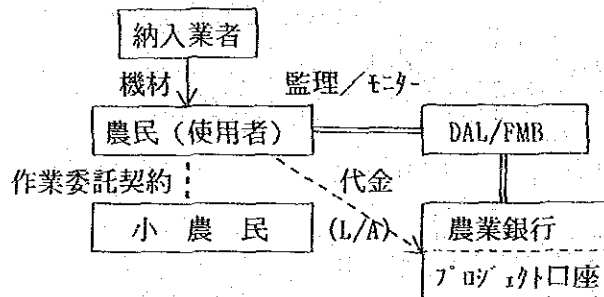 納入業者
機材
監理／モニター
農民（使用者）
DAL/FMB
作業委託契約
代金
小農民
(L/A)
農業銀行
プロジェクト口座